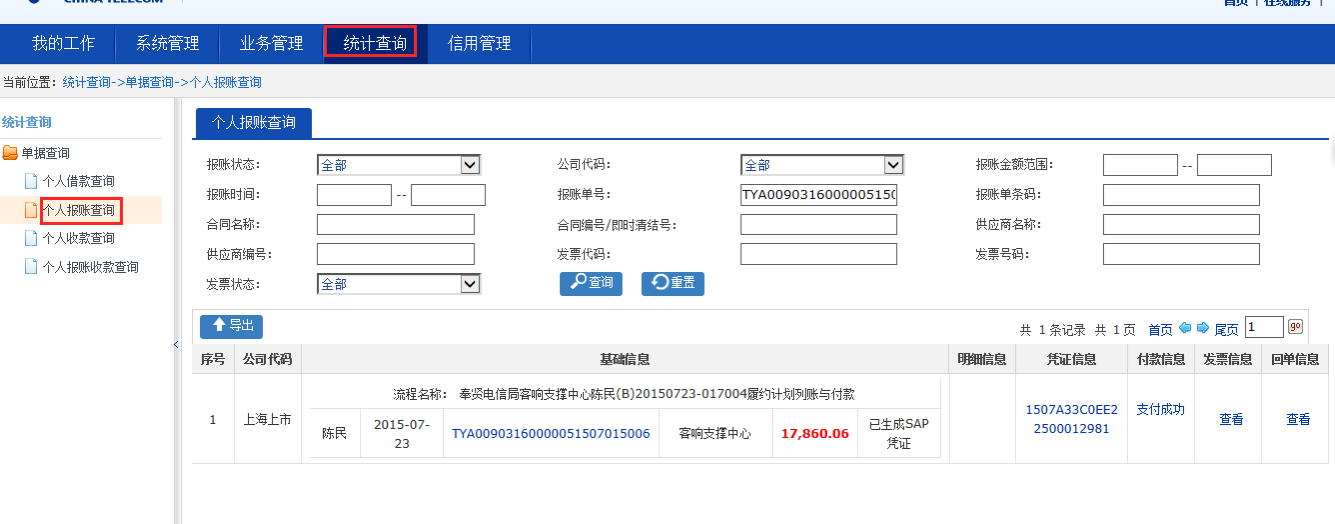 CHINA TELECOM
首页 | 在线服务 |
我的工作 系统管理 业务管理 统计查询 信用管理
当前位置：统计查询->单据查询->个人报账查询
统计查询
单据查询
个人借款查询
个人报账查询
个人收款查询
个人报账收款查询
个人报账查询
报账状态： 全部 公司代码： 全部 报账金额范围： --
报账时间： -- 报账单号： TYA0090316000005150 报账单条码：
合同名称： 合同编号/即时清结号： 供应商名称：
供应商编号： 发票代码： 发票号码：
发票状态： 全部 查询 重置
导出 共 1 条记录 共 1 页 首页 尾页 1 go
序号 公司代码 基础信息 明细信息 凭证信息 付款信息 发票信息 回单信息
流程名称： 奉贤电信局客响支撑中心陈民(B)20150723-017004履约计划列账与付款
1 上海上市 陈民 2015-07-23 TYA00903160000051507015006 客响支撑中心 17,860.06 已生成SAP凭证 1507A33C0EE22500012981 支付成功 查看 查看